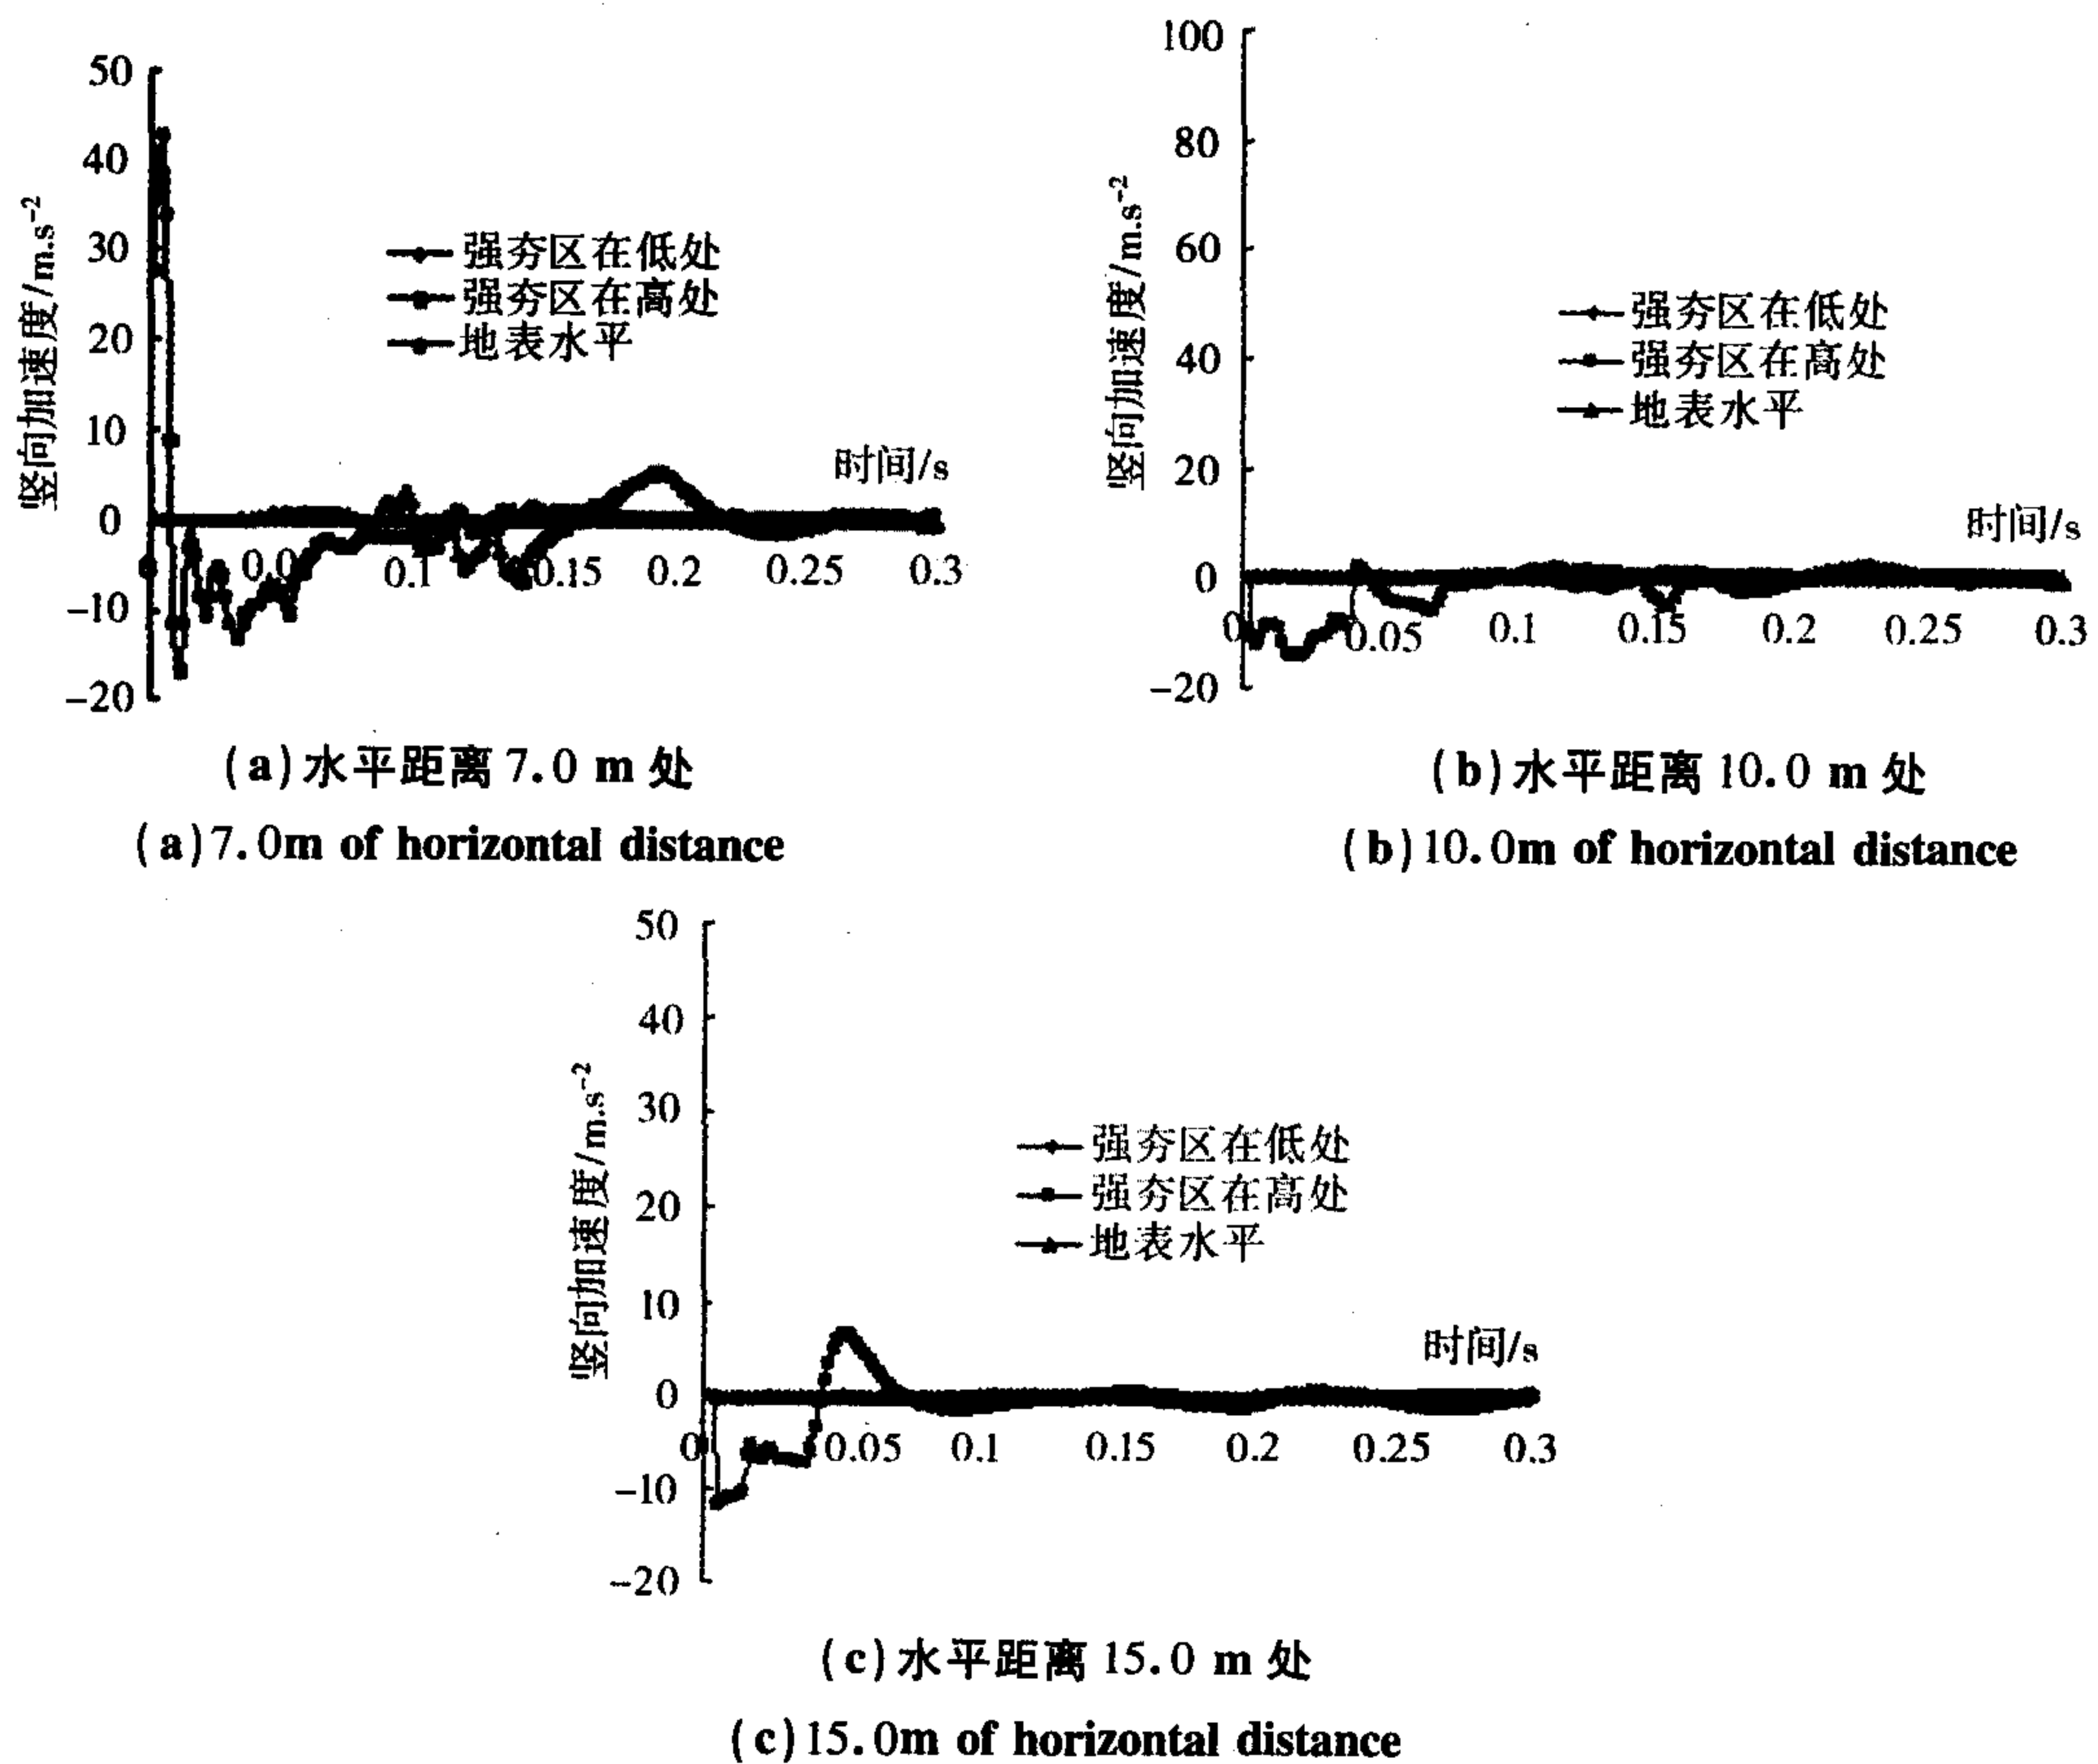 50
40
30
20
10
0
-10
-20
竖向加速度/m.s⁻²
强夯区在低处
强夯区在高处
地表水平
时间/s
0.0
0.1
0.15
0.2
0.25
0.3
(a)水平距离 7.0 m 处
(a)7.0m of horizontal distance
100
80
60
40
20
0
-20
竖向加速度/m.s⁻²
强夯区在低处
强夯区在高处
地表水平
时间/s
0
0.05
0.1
0.15
0.2
0.25
0.3
(b)水平距离 10.0 m 处
(b)10.0m of horizontal distance
50
40
30
20
10
0
-10
-20
竖向加速度/m.s⁻²
强夯区在低处
强夯区在高处
地表水平
时间/s
0
0.05
0.1
0.15
0.2
0.25
0.3
(c)水平距离 15.0 m 处
(c)15.0m of horizontal distance